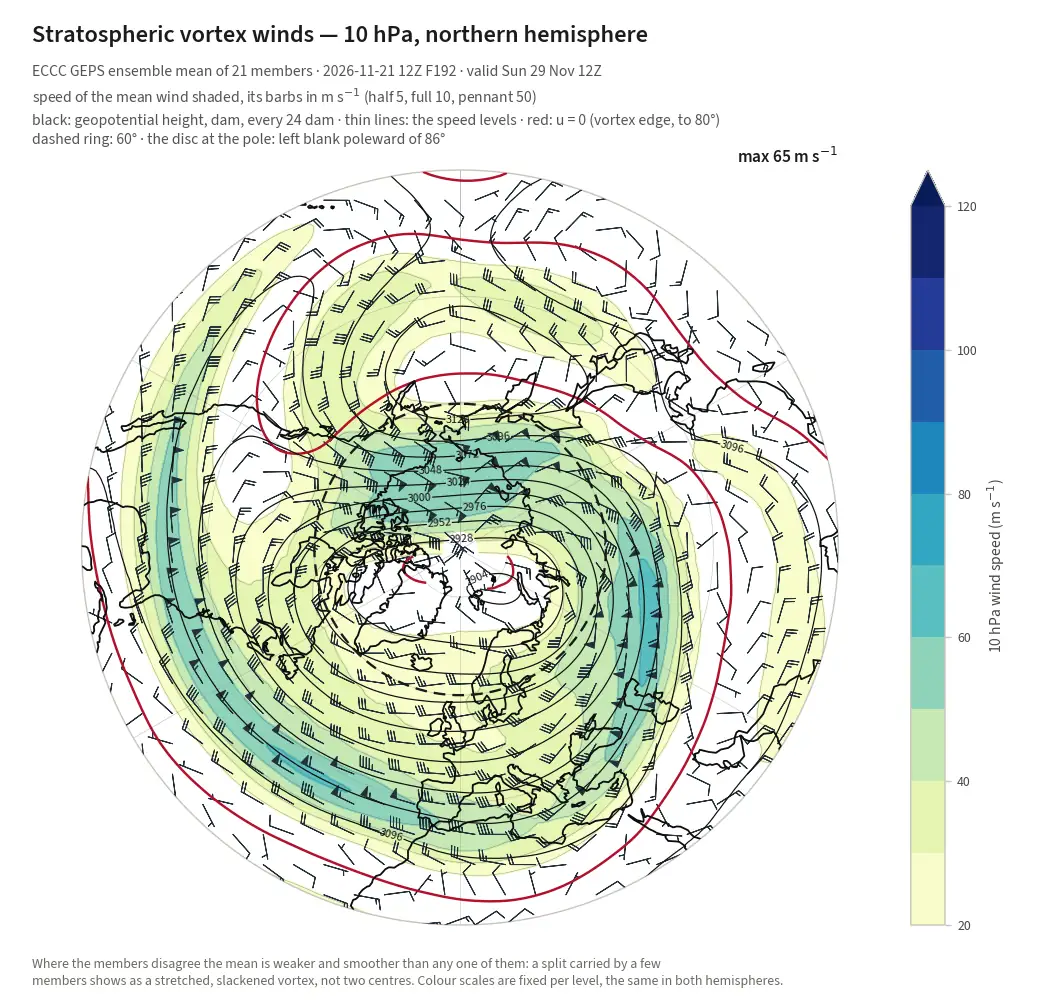 Stratospheric vortex winds — 10 hPa, northern hemisphere
ECCC GEPS ensemble mean of 21 members · 2026-11-21 12Z F192 · valid Sun 29 Nov 12Z
speed of the mean wind shaded, its barbs in m s⁻¹ (half 5, full 10, pennant 50)
black: geopotential height, dam, every 24 dam · thin lines: the speed levels · red: u = 0 (vortex edge, to 80°)
dashed ring: 60° · the disc at the pole: left blank poleward of 86°
max 65 m s⁻¹
120
100
80
60
40
20
10 hPa wind speed (m s⁻¹)
3096
3096
3048
3000
2976
2952
2928
2904
3096
Where the members disagree the mean is weaker and smoother than any one of them: a split carried by a few
members shows as a stretched, slackened vortex, not two centres. Colour scales are fixed per level, the same in both hemispheres.